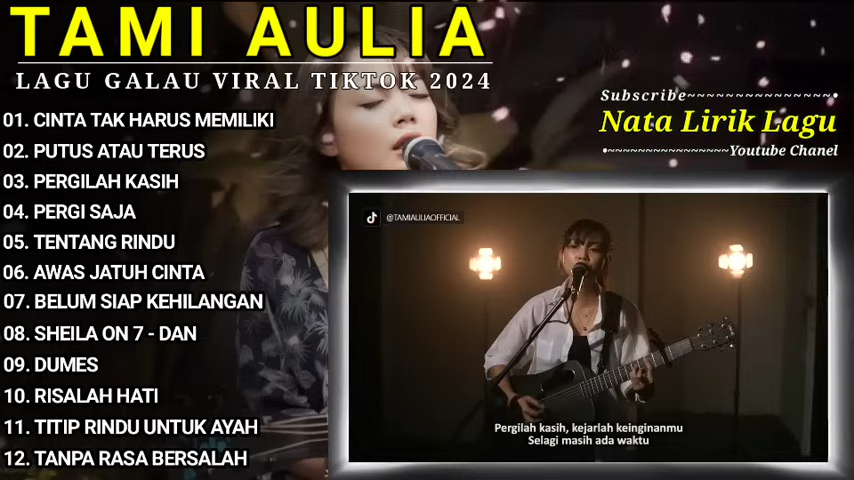 TAMI AULIA
LAGU GALAU VIRAL TIKTOK 2024
01. CINTA TAK HARUS MEMILIKI
02. PUTUS ATAU TERUS
03. PERGILAH KASIH
04. PERGI SAJA
05. TENTANG RINDU
06. AWAS JATUH CINTA
07. BELUM SIAP KEHILANGAN
08. SHEILA ON 7 - DAN
09. DUMES
10. RISALAH HATI
11. TITIP RINDU UNTUK AYAH
12. TANPA RASA BERSALAH
Subscribe~~~~~~~~~~~~~~~•
Nata Lirik Lagu
•~~~~~~~~~~~~~~~~Youtube Chanel
@TAMIAULIAOFFICIAL
Pergilah kasih, kejarlah keinginanmu
Selagi masih ada waktu